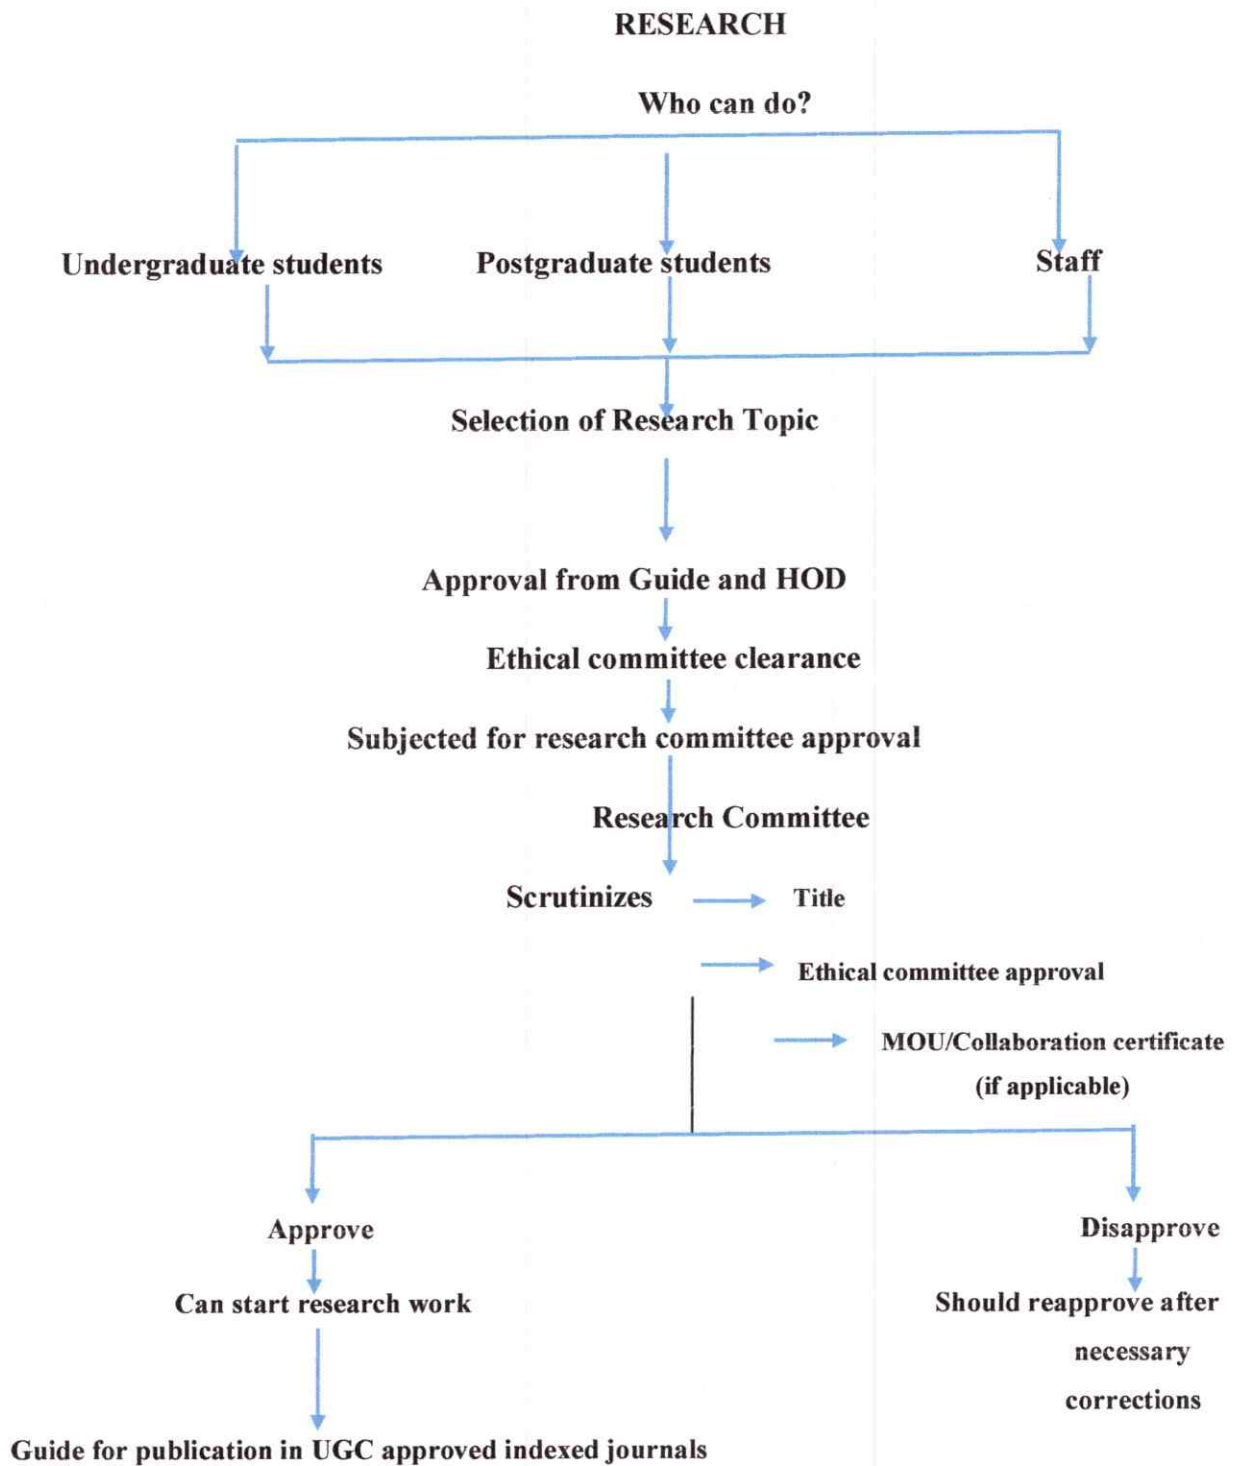 RESEARCH
Who can do?
Undergraduate students
Postgraduate students
Staff
Selection of Research Topic
Approval from Guide and HOD
Ethical committee clearance
Subjected for research committee approval
Research Committee
Scrutinizes
Title
Ethical committee approval
MOU/Collaboration certificate
(if applicable)
Approve
Disapprove
Can start research work
Should reapprove after
necessary
corrections
Guide for publication in UGC approved indexed journals